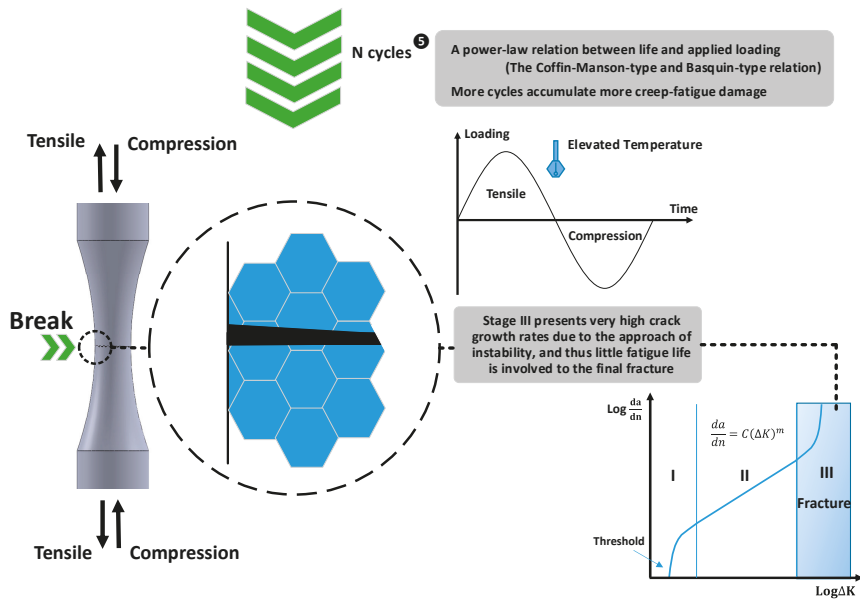 N cycles
❺
A power-law relation between life and applied loading
(The Coffin-Manson-type and Basquin-type relation)
More cycles accumulate more creep-fatigue damage
Tensile
Compression
Loading
Elevated Temperature
Tensile
Time
Compression
Break
Stage III presents very high crack
growth rates due to the approach of
instability, and thus little fatigue life
is involved to the final fracture
Log da/dn
da/dn = C(ΔK)^m
I
II
III
Fracture
Threshold
LogΔK
Tensile
Compression